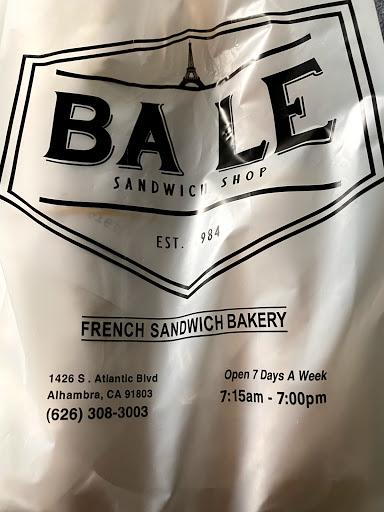 BA LE
SANDWICH SHOP
EST. 984
FRENCH SANDWICH BAKERY
1426 S . Atlantic Blvd
Alhambra, CA 91803
(626) 308-3003
Open 7 Days A Week
7:15am - 7:00pm